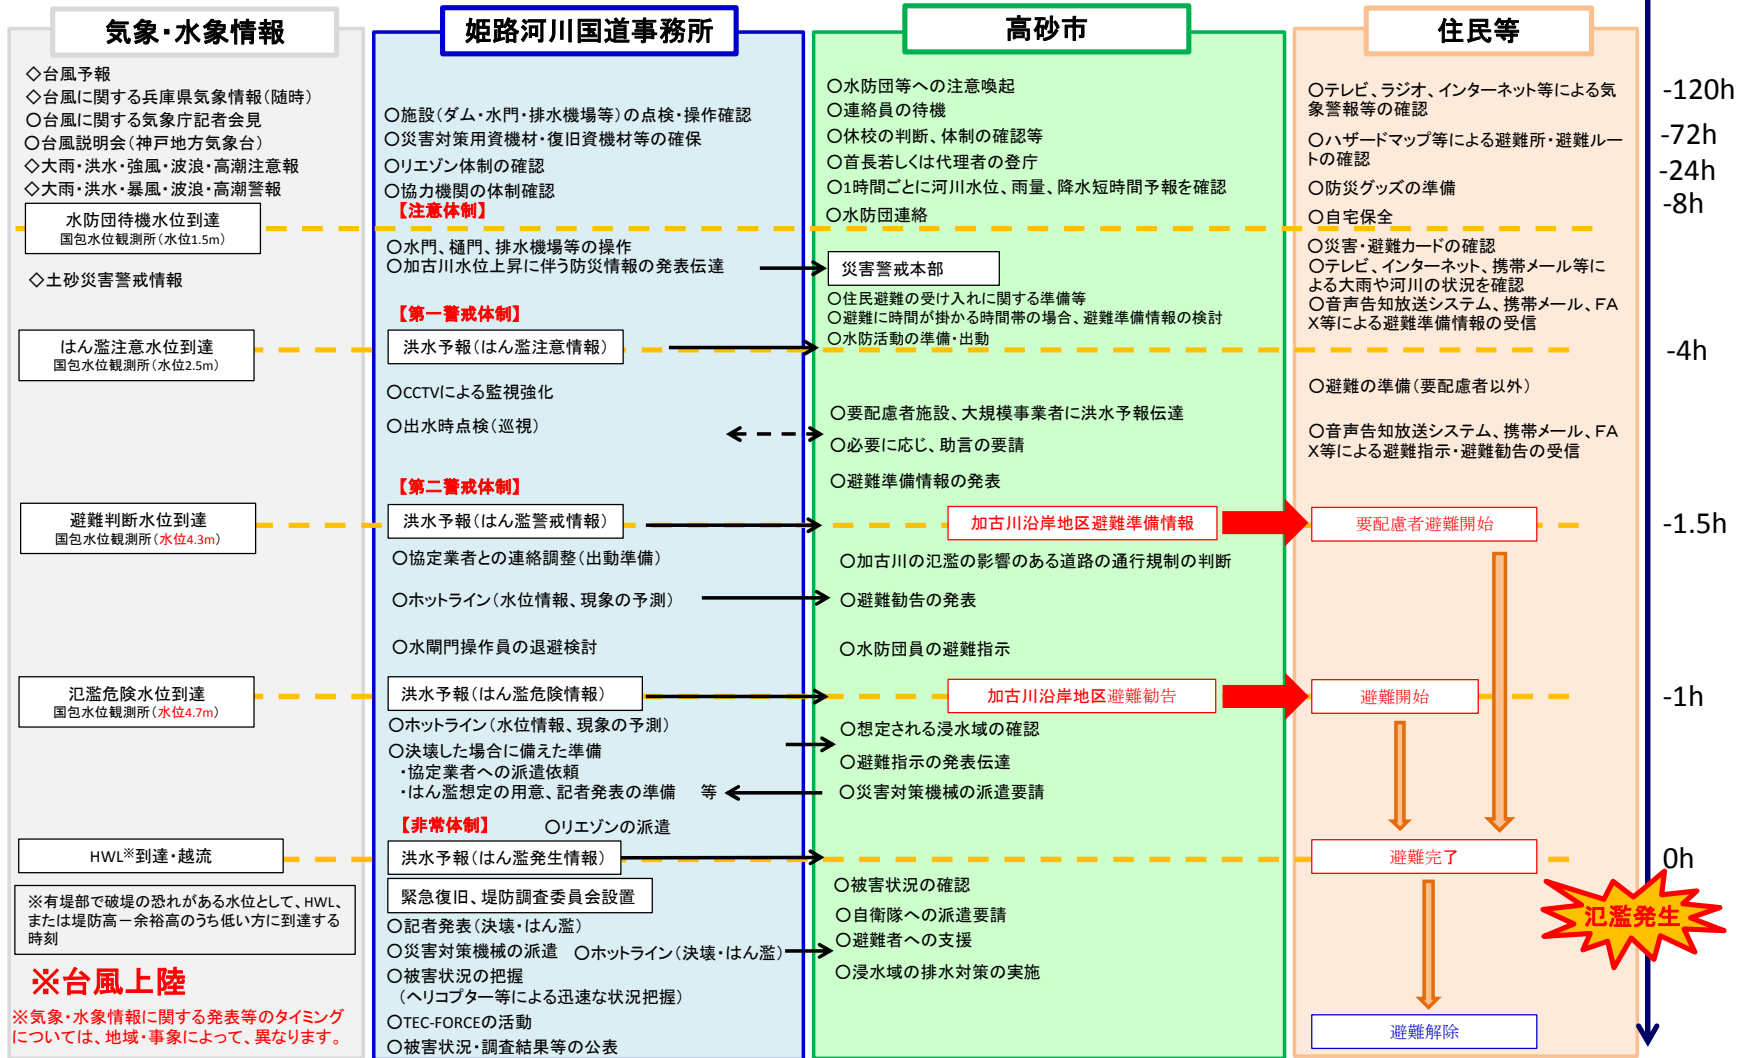 気象・水象情報
◇台風予報
◇台風に関する兵庫県気象情報(随時)
○台風に関する気象庁記者会見
○台風説明会(神戸地方気象台)
◇大雨・洪水・強風・波浪・高潮注意報
◇大雨・洪水・暴風・波浪・高潮警報
水防団待機水位到達
国包水位観測所(水位1.5m)
◇土砂災害警戒情報
はん濫注意水位到達
国包水位観測所(水位2.5m)
避難判断水位到達
国包水位観測所(水位4.3m)
氾濫危険水位到達
国包水位観測所(水位4.7m)
HWL※到達・越流
※有堤部で破堤の恐れがある水位として、HWL、
または堤防高－余裕高のうち低い方に到達する
時刻
※台風上陸
※気象・水象情報に関する発表等のタイミング
については、地域・事象によって、異なります。
姫路河川国道事務所
○施設(ダム・水門・排水機場等)の点検・操作確認
○災害対策用資機材・復旧資機材等の確保
○リエゾン体制の確認
○協力機関の体制確認
【注意体制】
○水門、樋門、排水機場等の操作
○加古川水位上昇に伴う防災情報の発表伝達
【第一警戒体制】
洪水予報(はん濫注意情報)
○CCTVによる監視強化
○出水時点検(巡視)
【第二警戒体制】
洪水予報(はん濫警戒情報)
○協定業者との連絡調整(出動準備)
○ホットライン(水位情報、現象の予測)
○水閘門操作員の退避検討
洪水予報(はん濫危険情報)
○ホットライン(水位情報、現象の予測)
○決壊した場合に備えた準備
・協定業者への派遣依頼
・はん濫想定の用意、記者発表の準備 等
【非常体制】 ○リエゾンの派遣
洪水予報(はん濫発生情報)
緊急復旧、堤防調査委員会設置
○記者発表(決壊・はん濫)
○災害対策機械の派遣 ○ホットライン(決壊・はん濫)
○被害状況の把握
(ヘリコプター等による迅速な状況把握)
○TEC-FORCEの活動
○被害状況・調査結果等の公表
高砂市
○水防団等への注意喚起
○連絡員の待機
○休校の判断、体制の確認等
○首長若しくは代理者の登庁
○1時間ごとに河川水位、雨量、降水短時間予報を確認
○水防団連絡
災害警戒本部
○住民避難の受け入れに関する準備等
○避難に時間が掛かる時間帯の場合、避難準備情報の検討
○水防活動の準備・出動
○要配慮者施設、大規模事業者に洪水予報伝達
○必要に応じ、助言の要請
○避難準備情報の発表
加古川沿岸地区避難準備情報
○加古川の氾濫の影響のある道路の通行規制の判断
○避難勧告の発表
○水防団員の避難指示
加古川沿岸地区避難勧告
○想定される浸水域の確認
○避難指示の発表伝達
○災害対策機械の派遣要請
○被害状況の確認
○自衛隊への派遣要請
○避難者への支援
○浸水域の排水対策の実施
住民等
○テレビ、ラジオ、インターネット等による気
象警報等の確認
○ハザードマップ等による避難所・避難ルー
トの確認
○防災グッズの準備
○自宅保全
○災害・避難カードの確認
○テレビ、インターネット、携帯メール等に
よる大雨や河川の状況を確認
○音声告知放送システム、携帯メール、FA
X等による避難準備情報の受信
○避難の準備(要配慮者以外)
○音声告知放送システム、携帯メール、FA
X等による避難指示・避難勧告の受信
要配慮者避難開始
避難開始
避難完了
避難解除
-120h
-72h
-24h
-8h
-4h
-1.5h
-1h
0h
氾濫発生